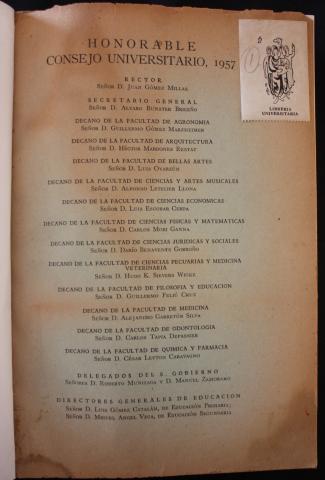 HONORABLE
CONSEJO UNIVERSITARIO, 1957
RECTOR
Señor D. Juan Gómez Millas
SECRETARIO GENERAL
Señor D. Alvaro Bunster Briceño
DECANO DE LA FACULTAD DE AGRONOMIA
Señor D. Guillermo Gómez
DECANO DE LA FACULTAD DE ARQUITECTURA
Señor D. Héctor Mardones Restat
DECANO DE LA FACULTAD DE BELLAS ARTES
Señor D. Luis Oyarzún
DECANO DE LA FACULTAD DE CIENCIAS Y ARTES MUSICALES
Señor D. Alfonso Letelier Llona
DECANO DE LA FACULTAD DE CIENCIAS ECONOMICAS
Señor D. Luis Escobar Cerda
DECANO DE LA FACULTAD DE CIENCIAS FISICAS Y MATEMATICAS
Señor D. Carlos Mori Ganna
DECANO DE LA FACULTAD DE CIENCIAS JURIDICAS Y SOCIALES
Señor D. Darío Benavente Gorroño
DECANO DE LA FACULTAD DE CIENCIAS PECUARIAS Y MEDICINA
VETERINARIA
Señor D. Hugo K. Sievers Wicke
DECANO DE LA FACULTAD DE FILOSOFIA Y EDUCACION
Señor D. Guillermo Feliú Cruz
DECANO DE LA FACULTAD DE MEDICINA
Señor D. Alejandro Garretón Silva
DECANO DE LA FACULTAD DE ODONTOLOGIA
Señor D. Carlos Tapia Depassier
DECANO DE LA FACULTAD DE QUIMICA Y FARMACIA
Señor D. César Leyton Caravagno
DELEGADOS DEL S. GOBIERNO
Señores D. Roberto Munizaga y D. Manuel Zamorano
DIRECTORES GENERALES DE EDUCACION
Señor D. Luis Gómez Catalán, de Educación Primaria;
Señor D. Miguel Angel Vega, de Educación Secundaria
LIBRERIA
UNIVERSITARIA